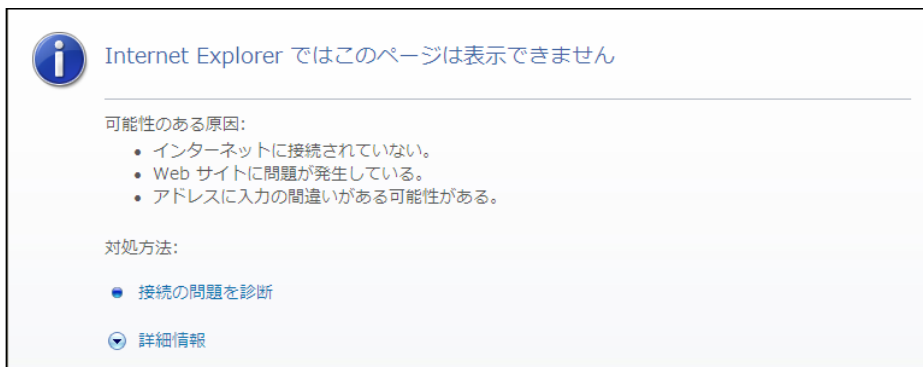 Internet Explorer ではこのページは表示できません
可能性のある原因:
• インターネットに接続されていない。
• Web サイトに問題が発生している。
• アドレスに入力の間違いがある可能性がある。
対処方法:
接続の問題を診断
詳細情報